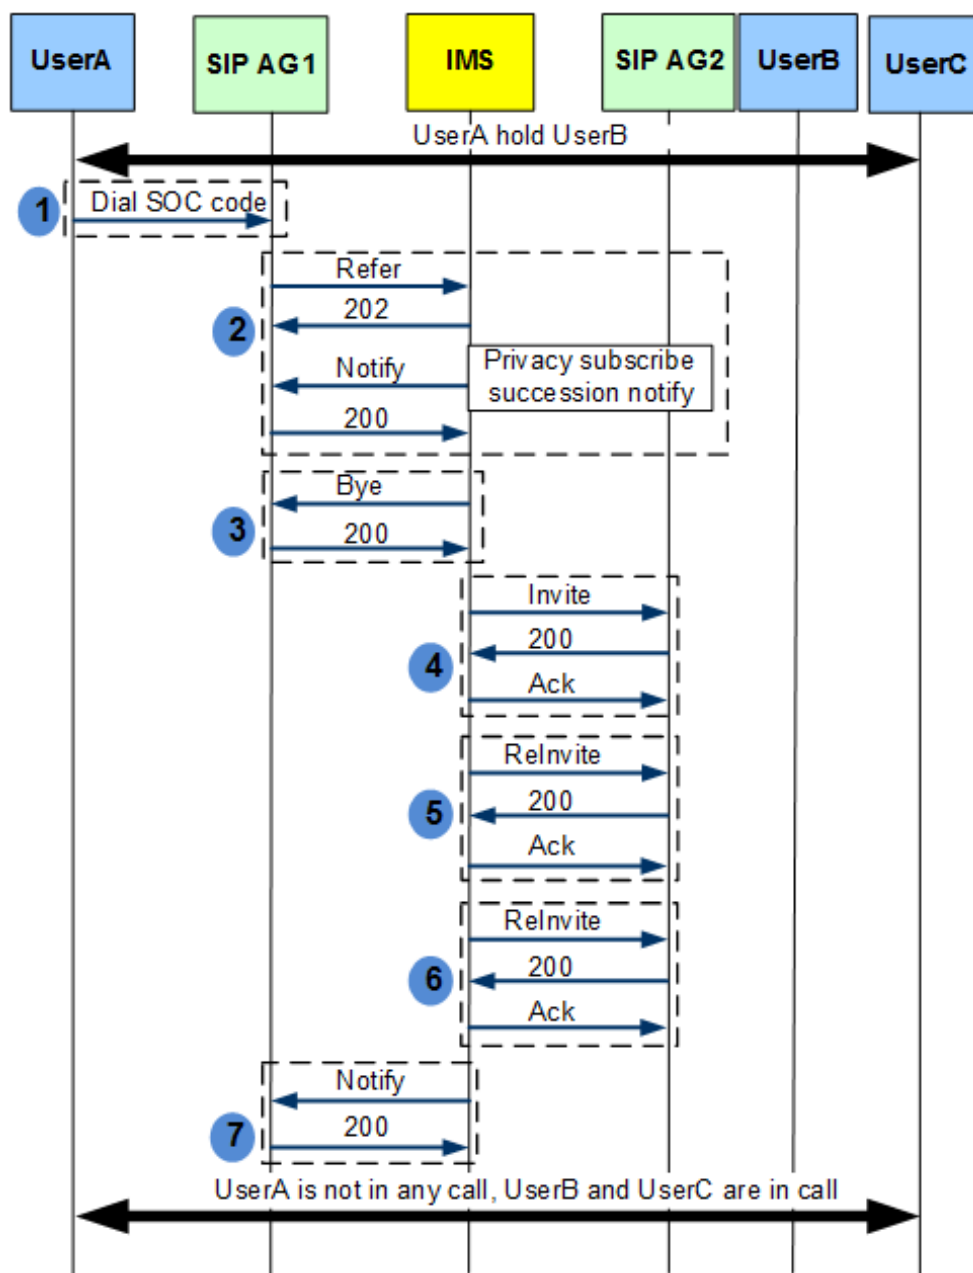 UserA
SIP AG1
IMS
SIP AG2
UserB
UserC
UserA hold UserB
1
Dial SOC code
Refer
2
202
Notify
Privacy subscribe
succession notify
200
Bye
3
200
Invite
200
4
Ack
ReInvite
5
200
Ack
ReInvite
6
200
Ack
Notify
7
200
UserA is not in any call, UserB and UserC are in call